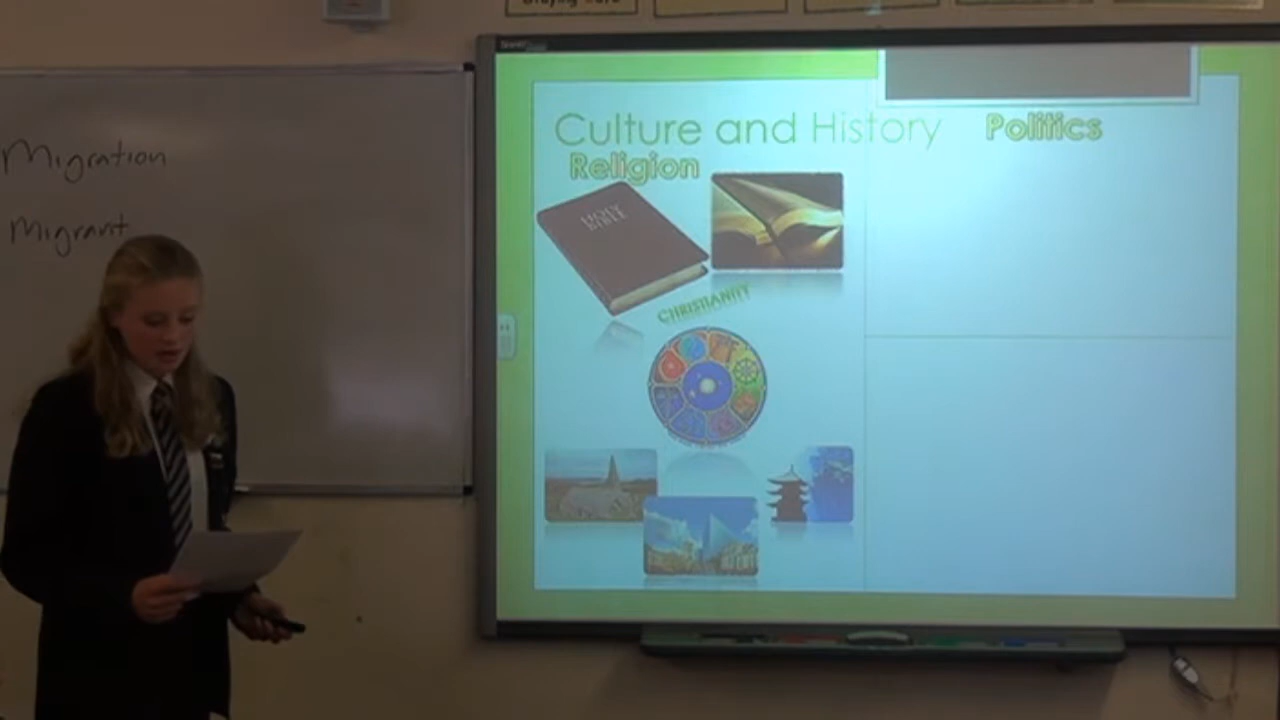 Migration
Migrant
Culture and History
Religion
Politics
HOLY
BIBLE
CHRISTIANITY